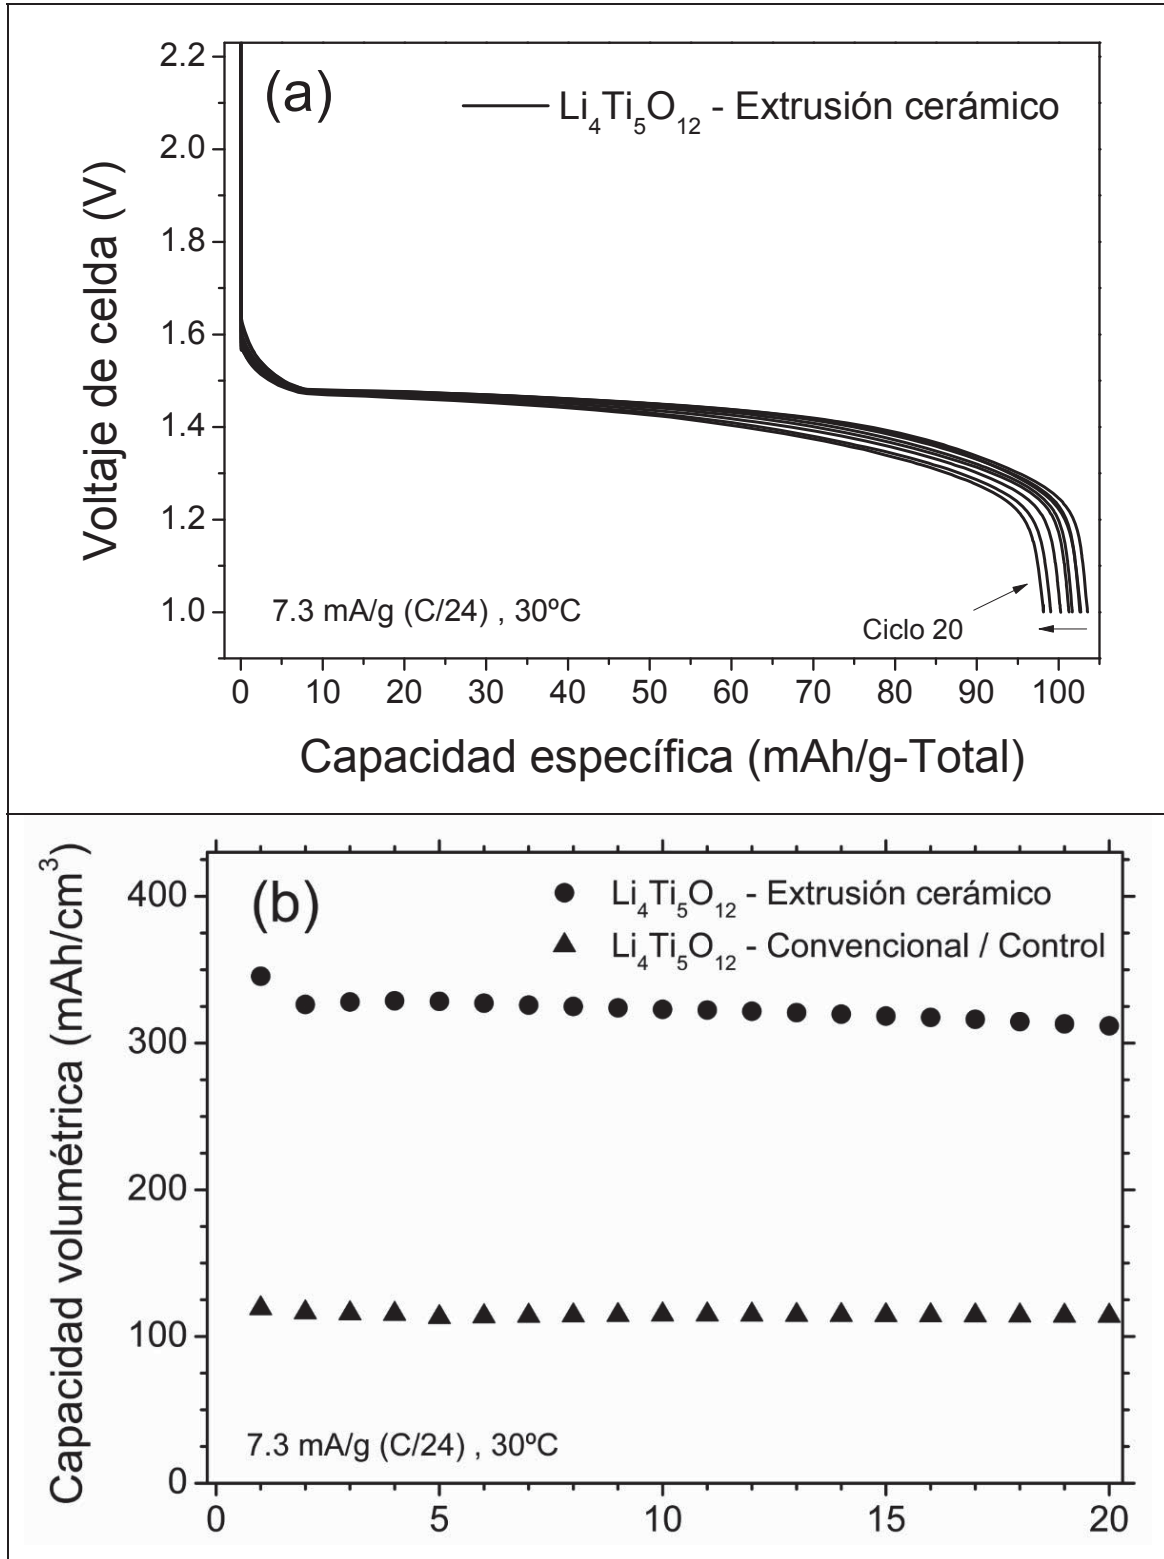 (a)
Li4Ti5O12 - Extrusión cerámico
Voltaje de celda (V)
2.2
2.0
1.8
1.6
1.4
1.2
1.0
7.3 mA/g (C/24) , 30ºC
Ciclo 20
0 10 20 30 40 50 60 70 80 90 100
Capacidad específica (mAh/g-Total)
(b)
Li4Ti5O12 - Extrusión cerámico
Li4Ti5O12 - Convencional / Control
Capacidad volumétrica (mAh/cm3)
400
300
200
100
0
7.3 mA/g (C/24) , 30ºC
0 5 10 15 20